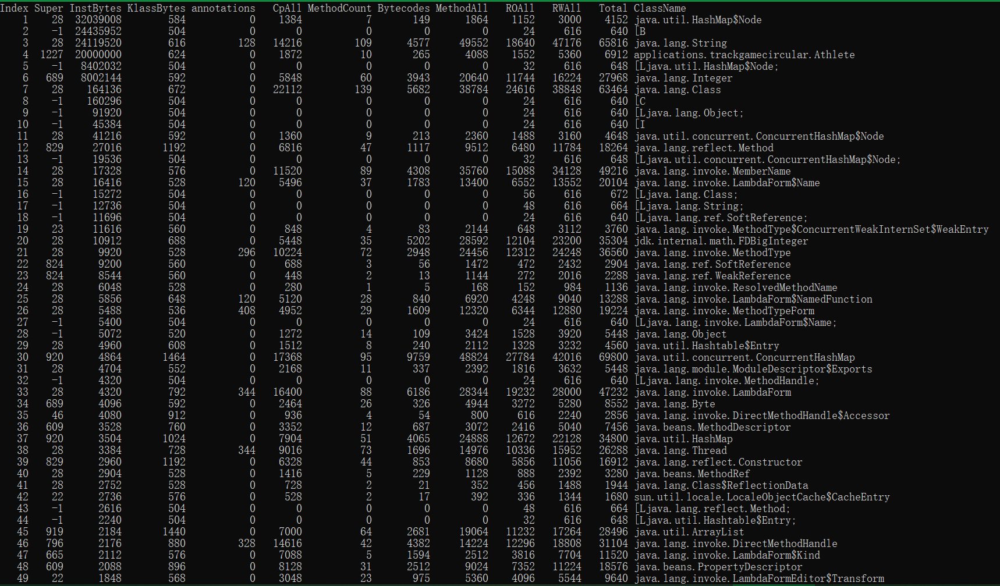 Index Super InstBytes KlassBytes annotations CpAll MethodCount Bytecodes MethodAll ROAll RWAll Total ClassName
1 28 32039008 584 0 1384 7 149 1864 1152 3000 4152 java.util.HashMap$Node
2 -1 24435952 504 0 0 0 0 0 24 616 640 [B
3 28 24119520 616 128 14216 109 4577 49552 18640 47176 65816 java.lang.String
4 1227 20000000 624 0 1872 10 265 4088 1552 5360 6912 applications.trackgamecircular.Athlete
5 -1 8402032 504 0 0 0 0 0 32 616 648 [Ljava.util.HashMap$Node;
6 689 8002144 592 0 5848 60 3943 20640 11744 16224 27968 java.lang.Integer
7 28 164136 672 0 22112 139 5682 38784 24616 38848 63464 java.lang.Class
8 -1 160296 504 0 0 0 0 0 24 616 640 [C
9 -1 91920 504 0 0 0 0 0 24 616 640 [Ljava.lang.Object;
10 -1 45384 504 0 0 0 0 0 24 616 640 [I
11 28 41216 592 0 1360 9 213 2360 1488 3160 4648 java.util.concurrent.ConcurrentHashMap$Node
12 829 27016 1192 0 6816 47 1117 9512 6480 11784 18264 java.lang.reflect.Method
13 -1 19536 504 0 0 0 0 0 32 616 648 [Ljava.util.concurrent.ConcurrentHashMap$Node;
14 28 17328 576 0 11520 89 4308 35760 15088 34128 49216 java.lang.invoke.MemberName
15 28 16416 528 120 5496 37 1783 13400 6552 13552 20104 java.lang.invoke.LambdaForm$Name
16 -1 15272 504 0 0 0 0 0 56 616 672 [Ljava.lang.Class;
17 -1 12736 504 0 0 0 0 0 48 616 664 [Ljava.lang.String;
18 -1 11696 504 0 0 0 0 0 24 616 640 [Ljava.lang.ref.SoftReference;
19 23 11616 560 0 848 4 83 2144 648 3112 3760 java.lang.invoke.MethodType$ConcurrentWeakInternSet$WeakEntry
20 28 10912 688 0 5448 35 5202 28592 12104 23200 35304 jdk.internal.math.FDBigInteger
21 28 9920 528 296 10224 72 2948 24456 12312 24248 36560 java.lang.invoke.MethodType
22 824 9200 560 0 688 3 56 1472 472 2432 2904 java.lang.ref.SoftReference
23 824 8544 560 0 448 2 13 1144 272 2016 2288 java.lang.ref.WeakReference
24 28 6048 528 0 280 1 5 168 152 984 1136 java.lang.invoke.ResolvedMethodName
25 28 5856 648 120 5120 28 840 6920 4248 9040 13288 java.lang.invoke.LambdaForm$NamedFunction
26 28 5488 536 408 4952 29 1609 12320 6344 12880 19224 java.lang.invoke.MethodTypeForm
27 -1 5400 504 0 0 0 0 0 24 616 640 [Ljava.lang.invoke.LambdaForm$Name;
28 -1 5072 520 0 1272 14 109 3424 1528 3920 5448 java.lang.Object
29 28 4960 608 0 1512 8 240 2112 1328 3232 4560 java.util.Hashtable$Entry
30 920 4864 1464 0 17368 95 9759 48824 27784 42016 69800 java.util.concurrent.ConcurrentHashMap
31 28 4704 552 0 2168 11 337 2392 1816 3632 5448 java.lang.module.ModuleDescriptor$Exports
32 -1 4320 504 0 0 0 0 0 24 616 640 [Ljava.lang.invoke.MethodHandle;
33 28 4320 792 344 16400 88 6186 28344 19232 28000 47232 java.lang.invoke.LambdaForm
34 689 4096 592 0 2464 26 326 4944 3272 5280 8552 java.lang.Byte
35 46 4080 912 0 936 4 54 800 616 2240 2856 java.lang.invoke.DirectMethodHandle$Accessor
36 609 3528 760 0 3352 12 687 3072 2416 5040 7456 java.beans.MethodDescriptor
37 920 3504 1024 0 7904 51 4065 24888 12672 22128 34800 java.util.HashMap
38 28 3384 728 344 9016 73 1696 14976 10336 15952 26288 java.lang.Thread
39 829 2960 1192 0 6328 44 853 8680 5856 11056 16912 java.lang.reflect.Constructor
40 28 2904 528 0 1416 5 229 1128 888 2392 3280 java.beans.MethodRef
41 28 2752 528 0 728 2 21 352 456 1488 1944 java.lang.Class$ReflectionData
42 22 2736 576 0 528 2 17 392 336 1344 1680 sun.util.locale.LocaleObjectCache$CacheEntry
43 -1 2616 504 0 0 0 0 0 48 616 664 [Ljava.lang.reflect.Method;
44 -1 2240 504 0 0 0 0 0 32 616 648 [Ljava.util.Hashtable$Entry;
45 919 2184 1440 0 7000 64 2681 19064 11232 17264 28496 java.util.ArrayList
46 796 2176 880 328 14616 42 4382 14224 12296 18808 31104 java.lang.invoke.DirectMethodHandle
47 665 2112 576 0 7088 5 1594 2512 3816 7704 11520 java.lang.invoke.LambdaForm$Kind
48 609 2088 896 0 8128 31 2512 9024 7352 11224 18576 java.beans.PropertyDescriptor
49 22 1848 568 0 3048 23 975 5360 4096 5544 9640 java.lang.invoke.LambdaFormEditor$Transform